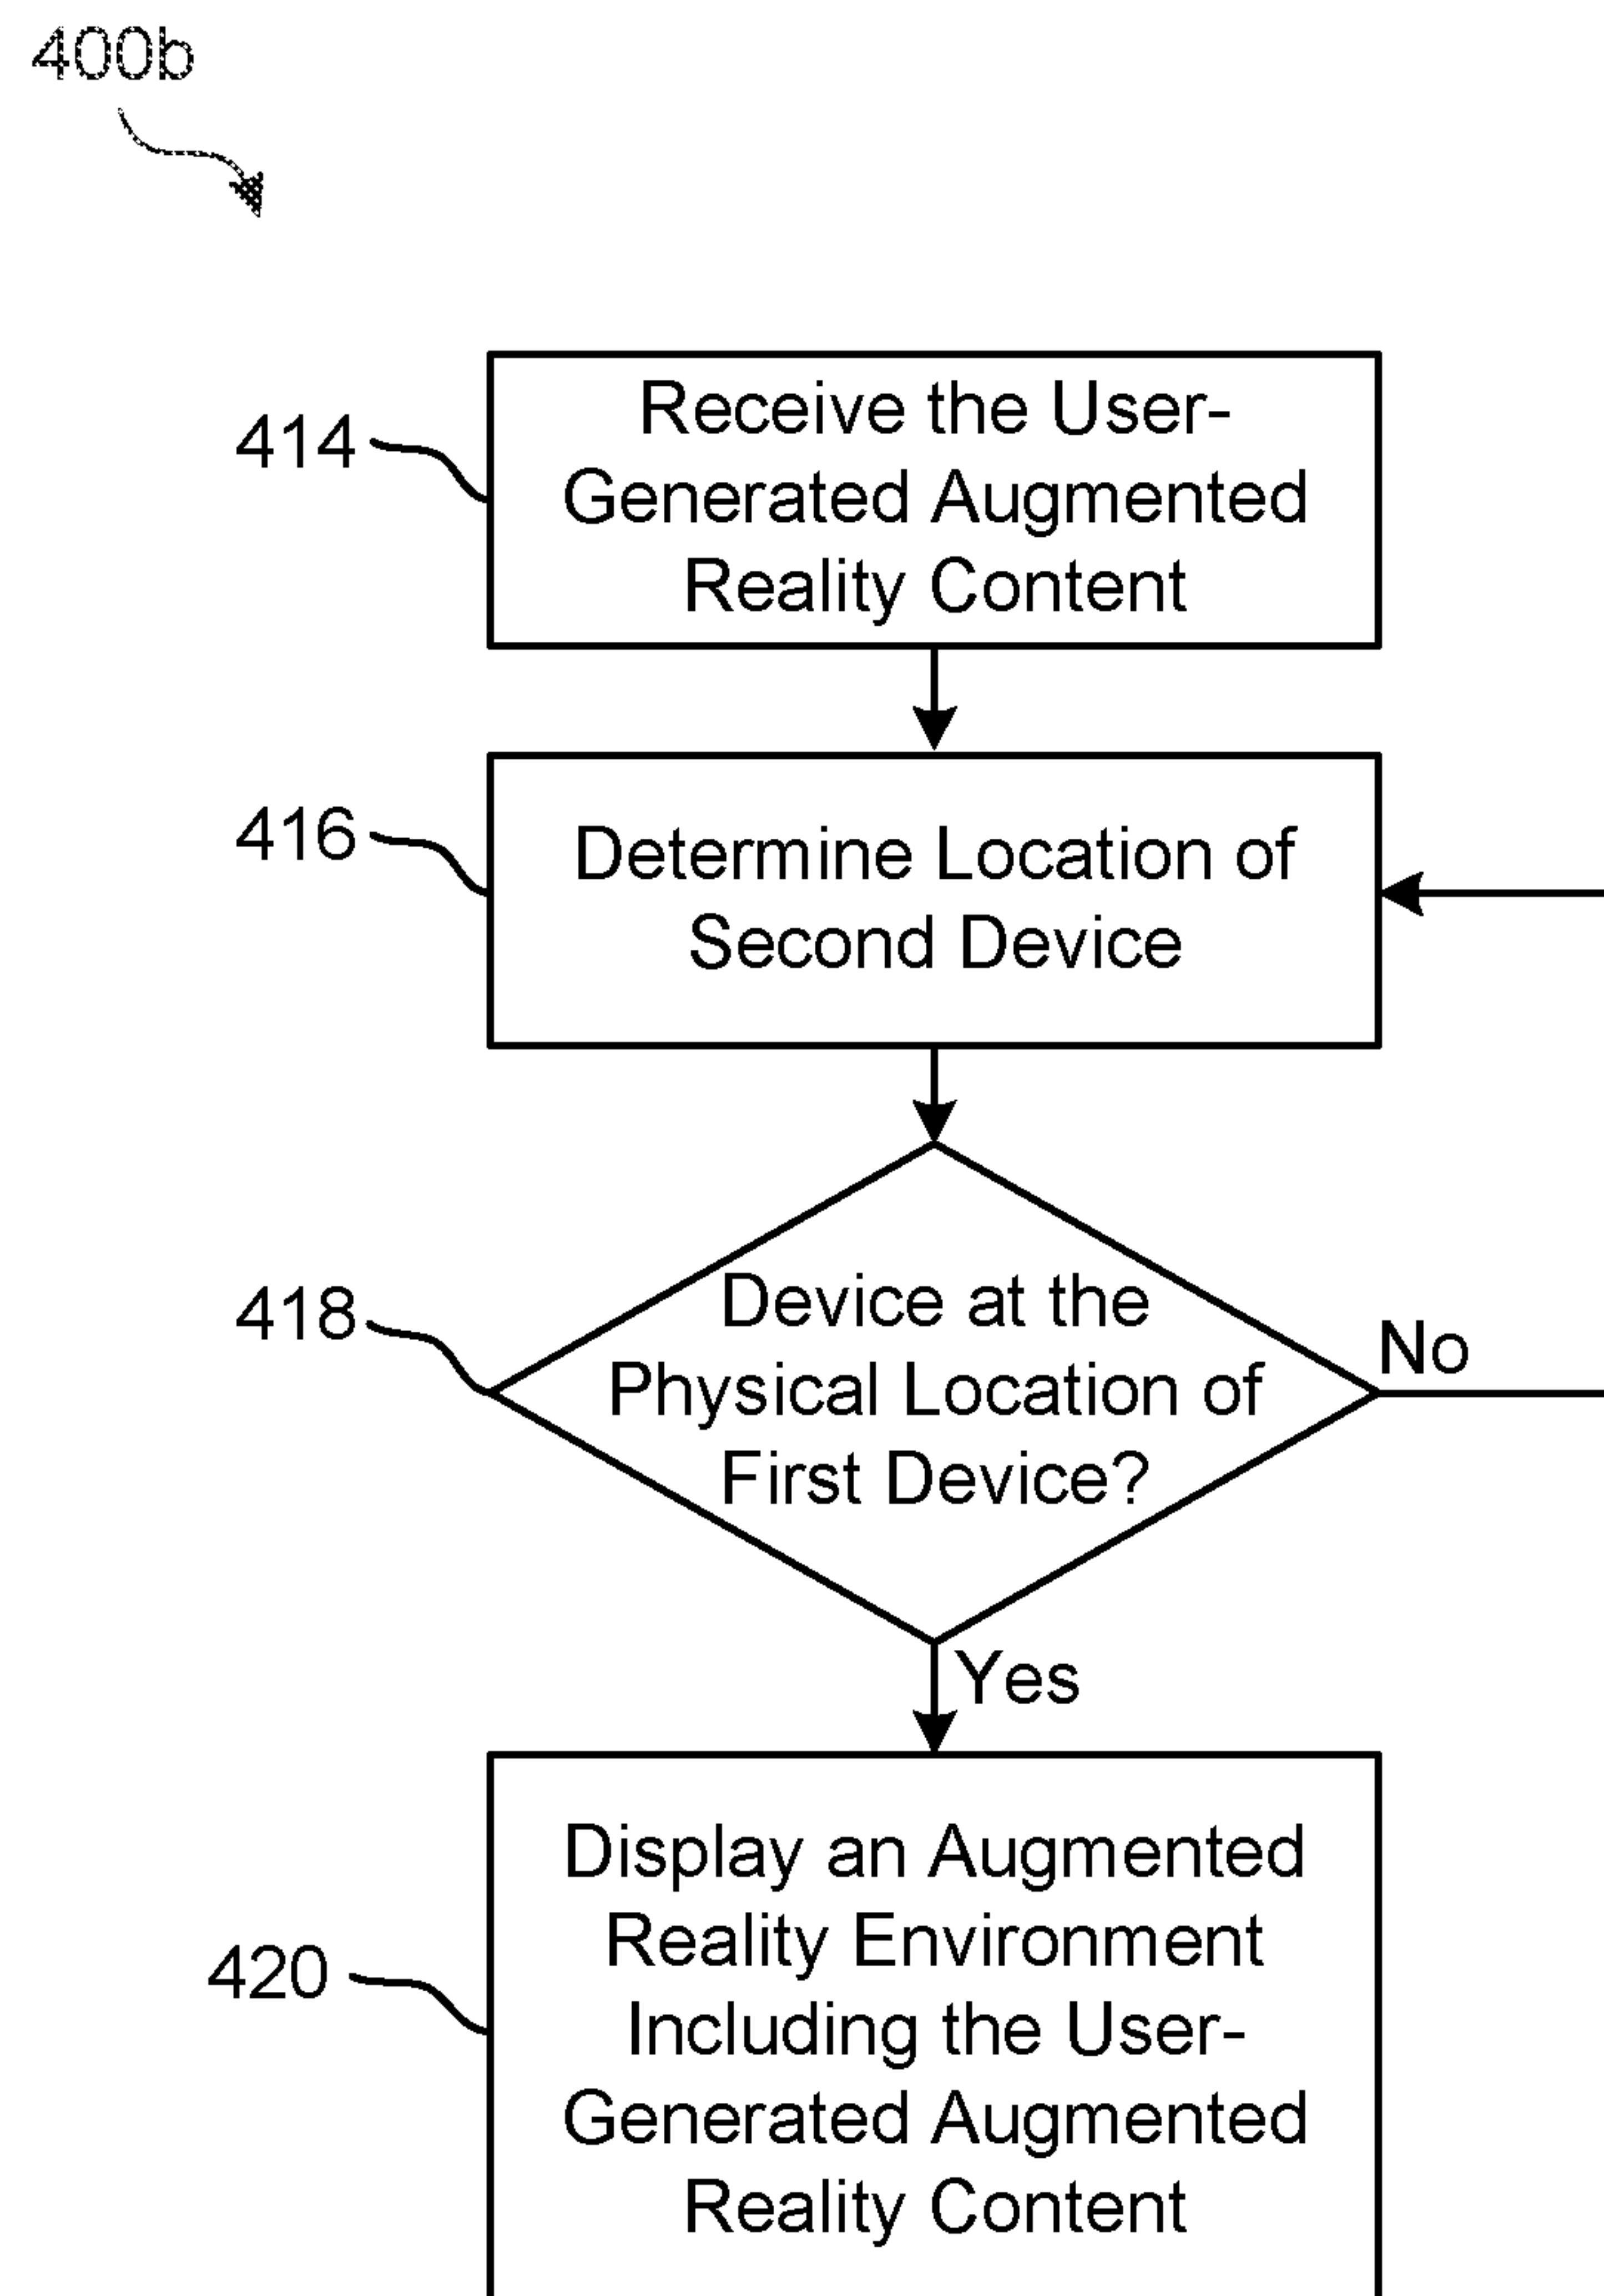 400b
414
Receive the User-
Generated Augmented
Reality Content
416
Determine Location of
Second Device
418
Device at the
Physical Location of
First Device?
No
Yes
420
Display an Augmented
Reality Environment
Including the User-
Generated Augmented
Reality Content